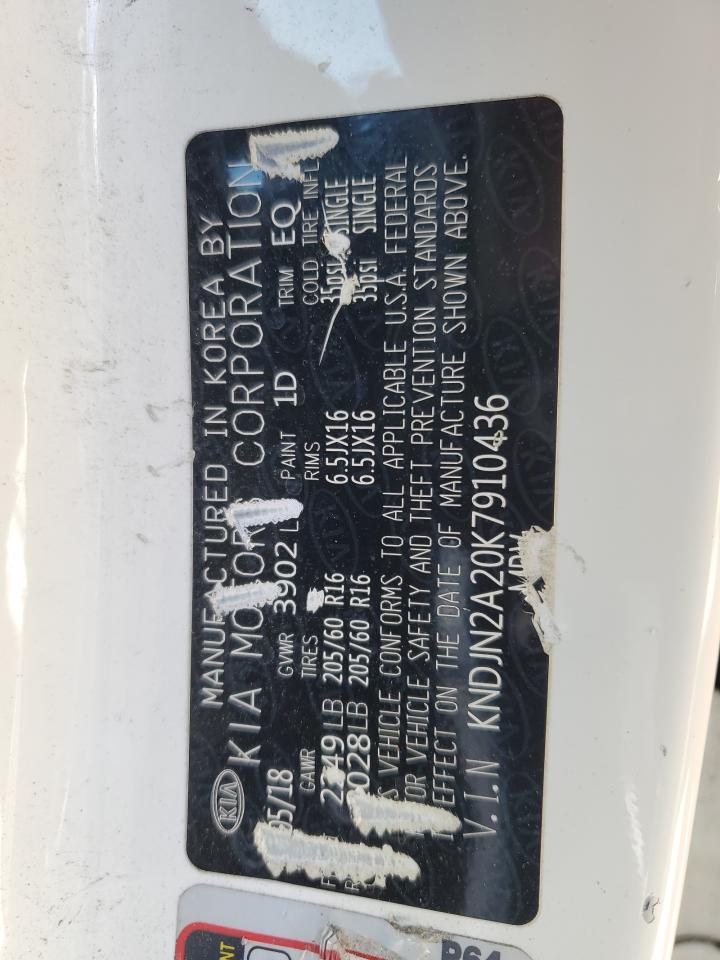 KIA
MANUFACTURED IN KOREA BY
KIA MOTORS CORPORATION
05/18 GVWR 3902 L PAINT 1D TRIM EQ
GAWR TIRES RIMS COLD TIRE INFL
LB 205/60 R16 6.5JX16 35psi SINGLE
LB 205/60 R16 6.5JX16 35psi SINGLE
VEHICLE CONFORMS TO ALL APPLICABLE U.S.A. FEDERAL
OR VEHICLE SAFETY AND THEFT PREVENTION STANDARDS
EFFECT ON THE DATE OF MANUFACTURE SHOWN ABOVE.
V.I.N KNDJN2A20K7910436
MPV